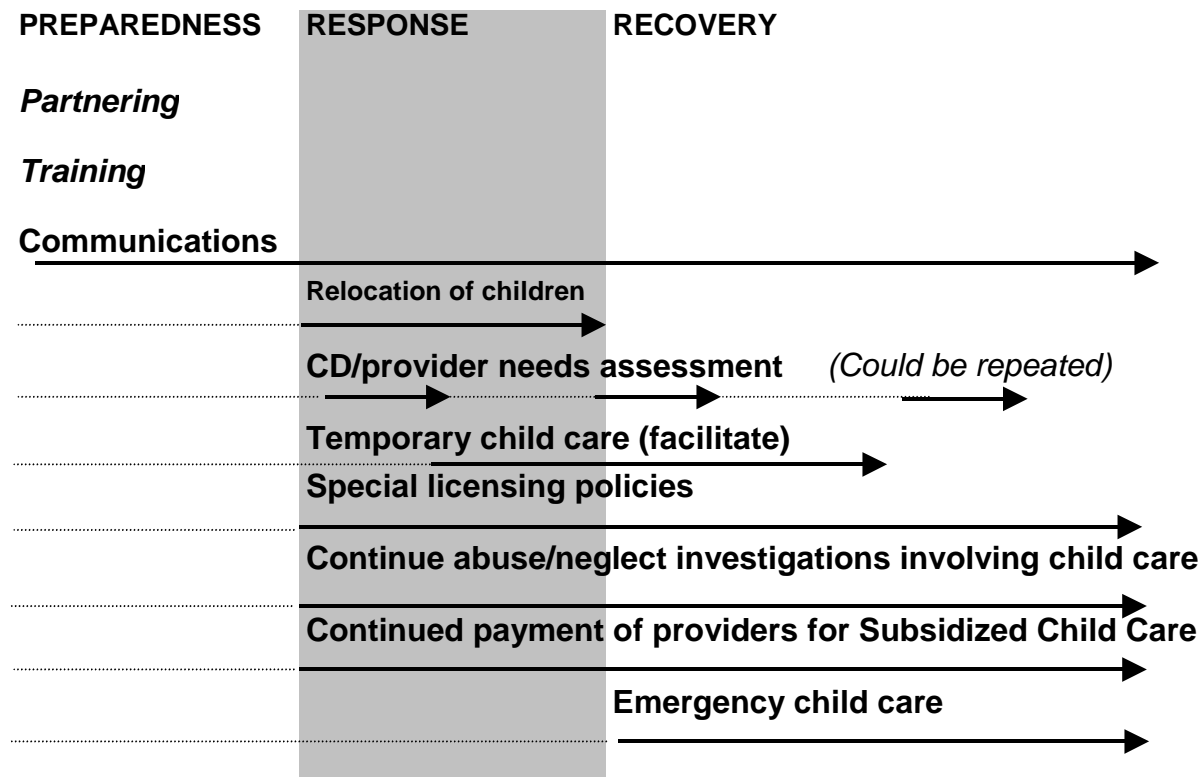 PREPAREDNESS RESPONSE RECOVERY
Partnering
Training
Communications
Relocation of children
CD/provider needs assessment (Could be repeated)
Temporary child care (facilitate)
Special licensing policies
Continue abuse/neglect investigations involving child care
Continued payment of providers for Subsidized Child Care
Emergency child care